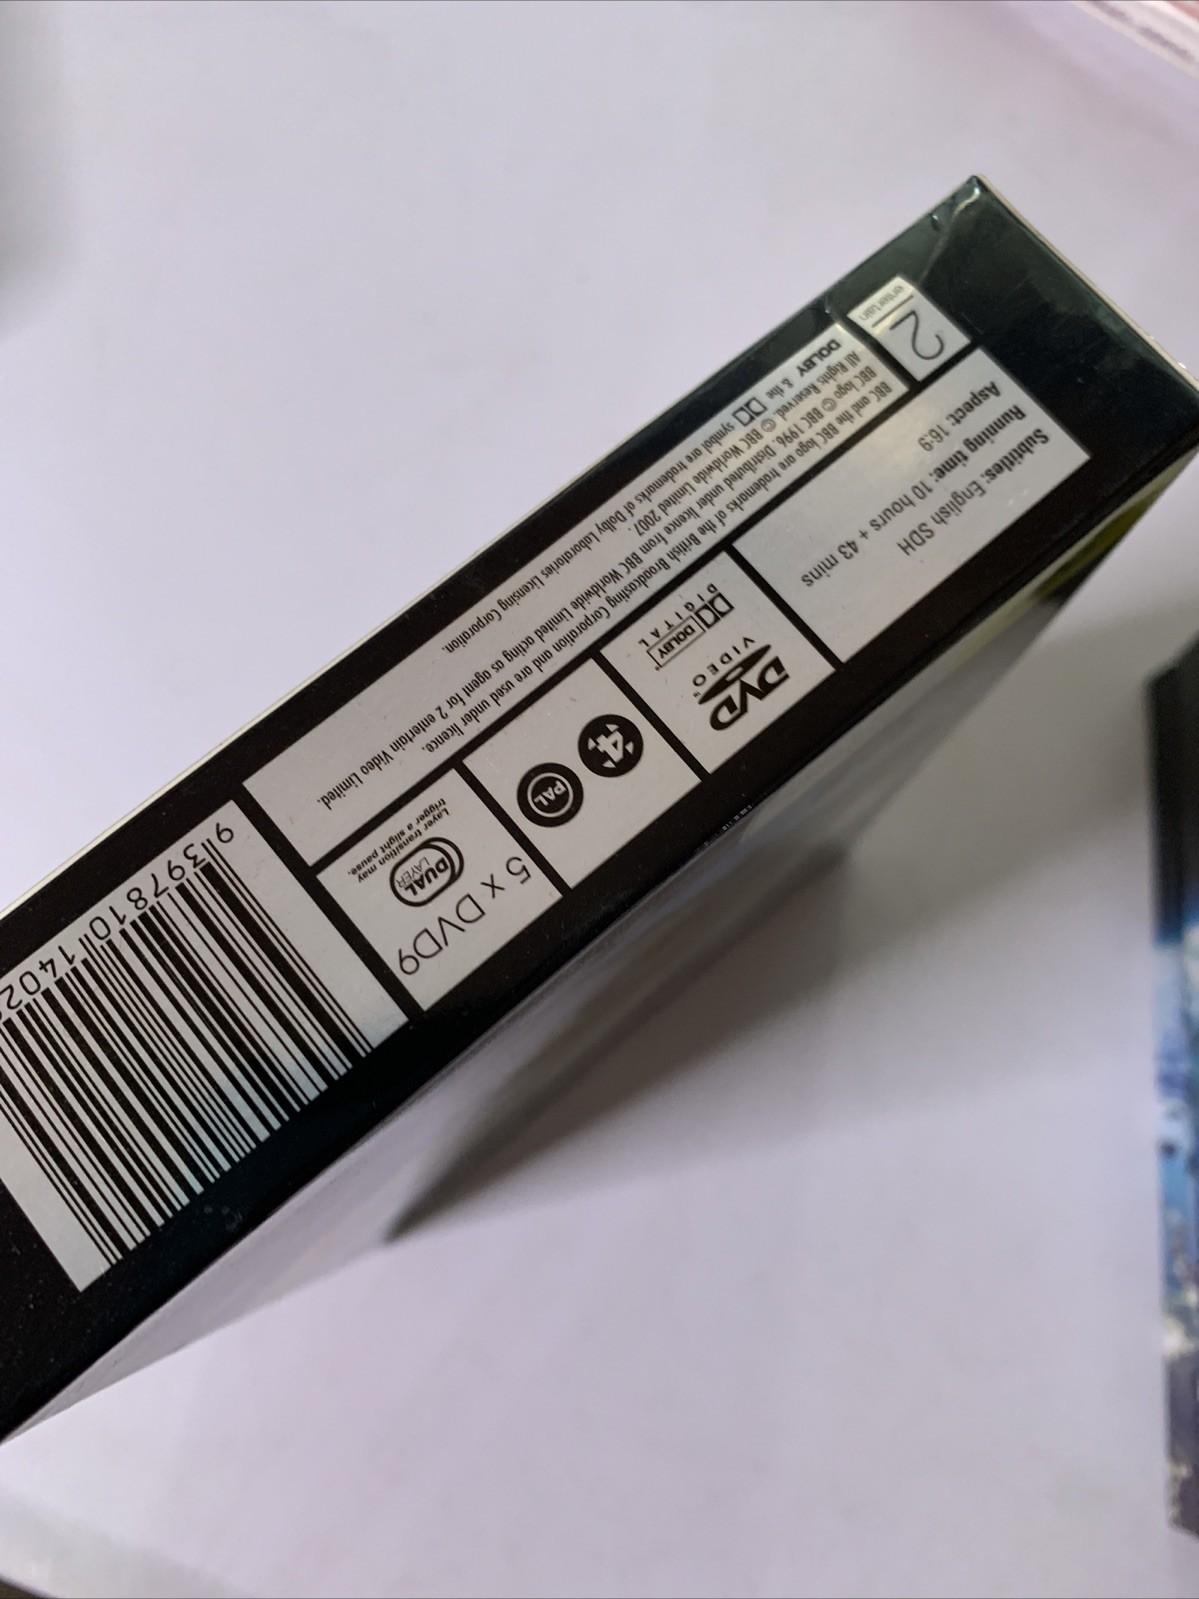 Subtitles: English SDH
Running time: 10 hours + 43 mins
Aspect: 16:9
2
entertain
BBC and the BBC logo are trademarks of the British Broadcasting Corporation and are used under licence.
BBC logo © BBC 1996. Distributed under licence from BBC Worldwide Limited acting as agent for 2 entertain Video Limited.
All Rights Reserved. © BBC Worldwide Limited 2007.
DOLBY & the symbol are trademarks of Dolby Laboratories Licensing Corporation.
DVD
VIDEO™
DOLBY
DIGITAL
4
PAL
5 x DVD9
DUAL
LAYER
Layer transition may
trigger a slight pause.
9 397810 1402